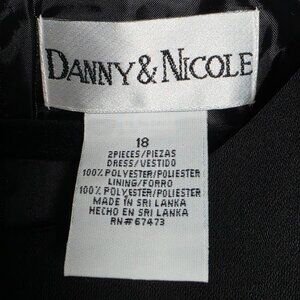 DANNY & NICOLE
18
2PIECES/PIEZAS
DRESS/VESTIDO
100% POLYESTER/POLIESTER
LINING/FORRO
100% POLYESTER/POLIESTER
MADE IN SRI LANKA
HECHO EN SRI LANKA
RN#67473